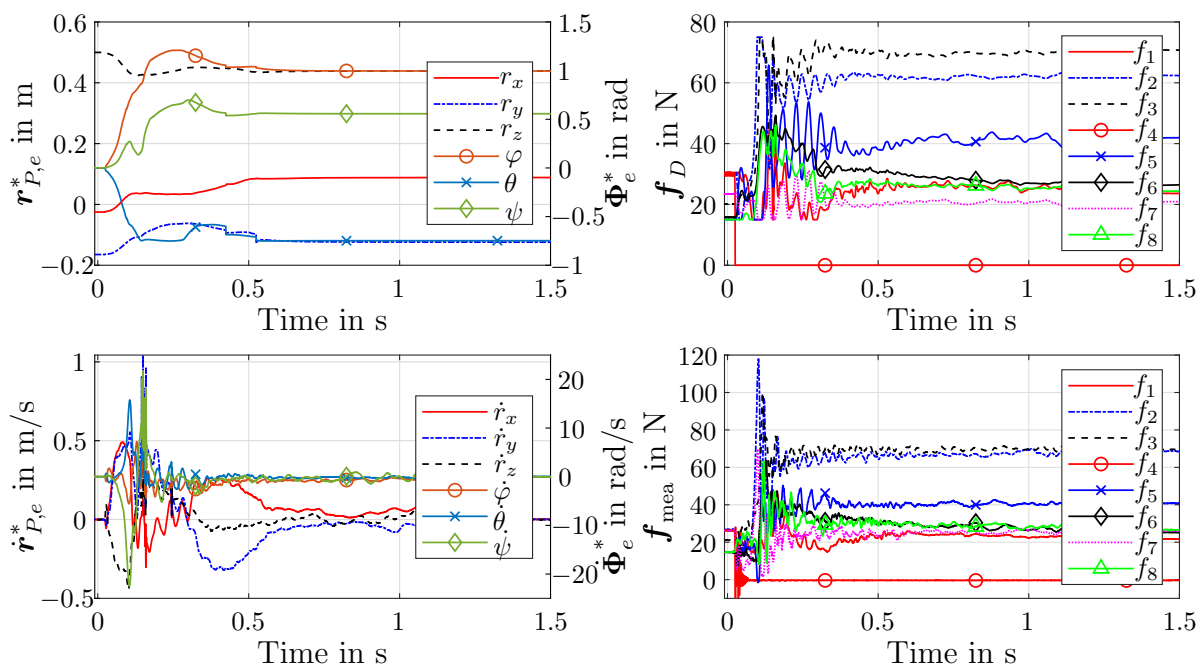 0.6
0.4
0.2
0
-0.2
r*P,e in m
1.5
1
0.5
0
-0.5
-1
Φ*e in rad
rx
ry
rz
φ
θ
ψ
0
0.5
1
1.5
Time in s
80
60
40
20
0
fD in N
f1
f2
f3
f4
f5
f6
f7
f8
0
0.5
1
1.5
Time in s
1
0.5
0
-0.5
ṙ*P,e in m/s
20
10
0
-10
-20
Φ̇*e in rad/s
ṙx
ṙy
ṙz
φ̇
θ̇
ψ̇
0
0.5
1
1.5
Time in s
120
100
80
60
40
20
0
fmea in N
f1
f2
f3
f4
f5
f6
f7
f8
0
0.5
1
1.5
Time in s